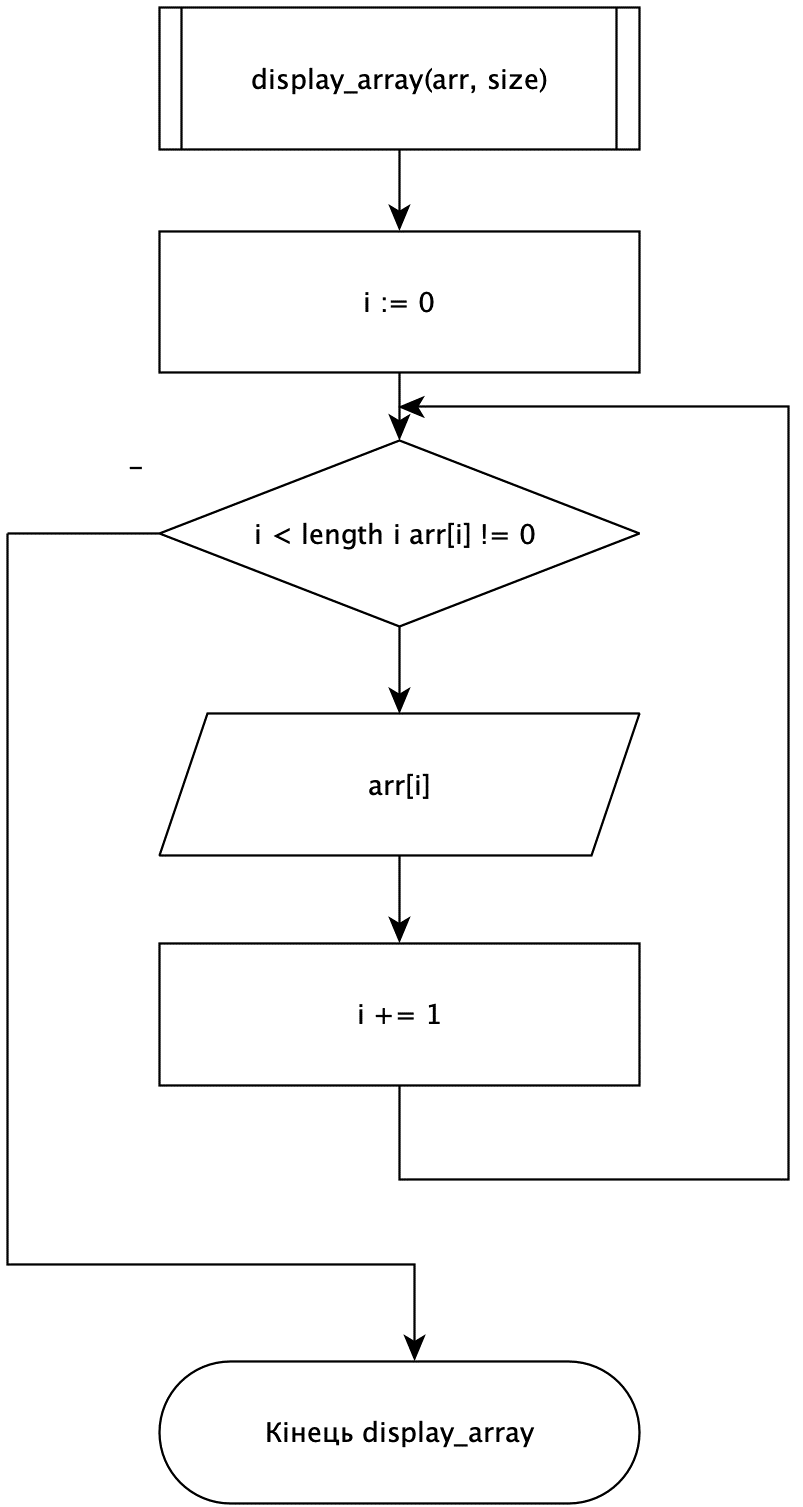 display_array(arr, size)
i := 0
–
i < length і arr[i] != 0
arr[i]
i += 1
Кінець display_array